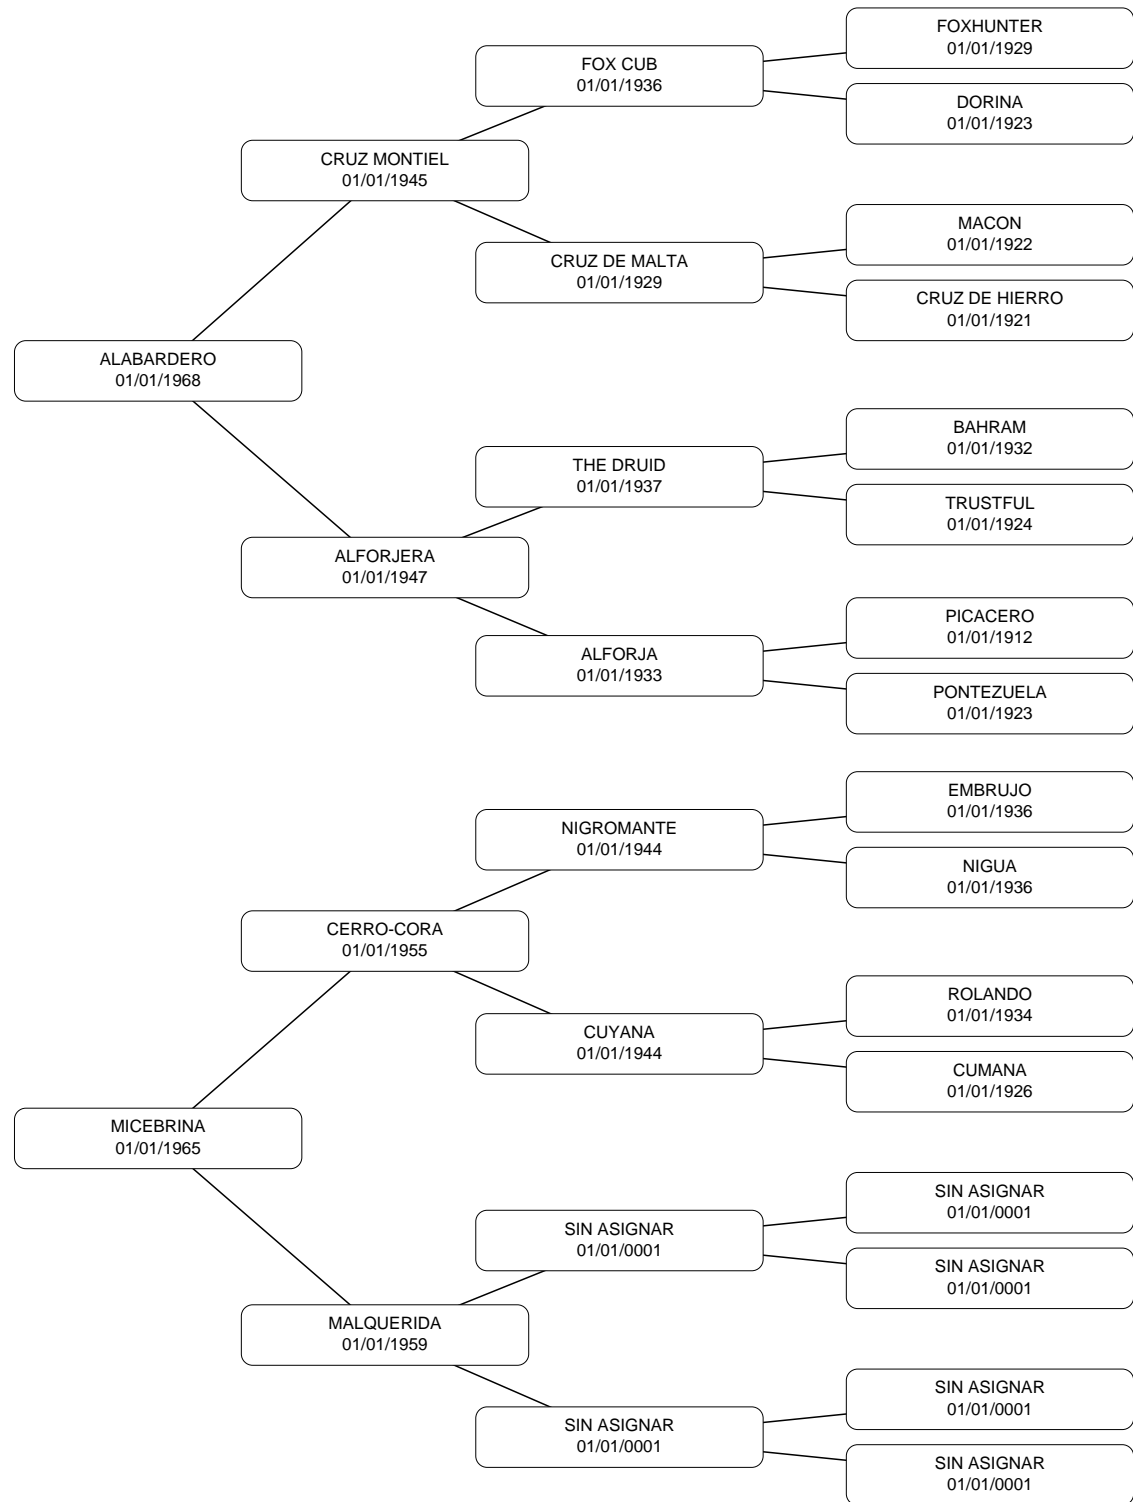 FOXHUNTER
01/01/1929
FOX CUB
01/01/1936
DORINA
01/01/1923
CRUZ MONTIEL
01/01/1945
MACON
01/01/1922
CRUZ DE MALTA
01/01/1929
CRUZ DE HIERRO
01/01/1921
ALABARDERO
01/01/1968
BAHRAM
01/01/1932
THE DRUID
01/01/1937
TRUSTFUL
01/01/1924
ALFORJERA
01/01/1947
PICACERO
01/01/1912
ALFORJA
01/01/1933
PONTEZUELA
01/01/1923
EMBRUJO
01/01/1936
NIGROMANTE
01/01/1944
NIGUA
01/01/1936
CERRO-CORA
01/01/1955
ROLANDO
01/01/1934
CUYANA
01/01/1944
CUMANA
01/01/1926
MICEBRINA
01/01/1965
SIN ASIGNAR
01/01/0001
SIN ASIGNAR
01/01/0001
SIN ASIGNAR
01/01/0001
MALQUERIDA
01/01/1959
SIN ASIGNAR
01/01/0001
SIN ASIGNAR
01/01/0001
SIN ASIGNAR
01/01/0001